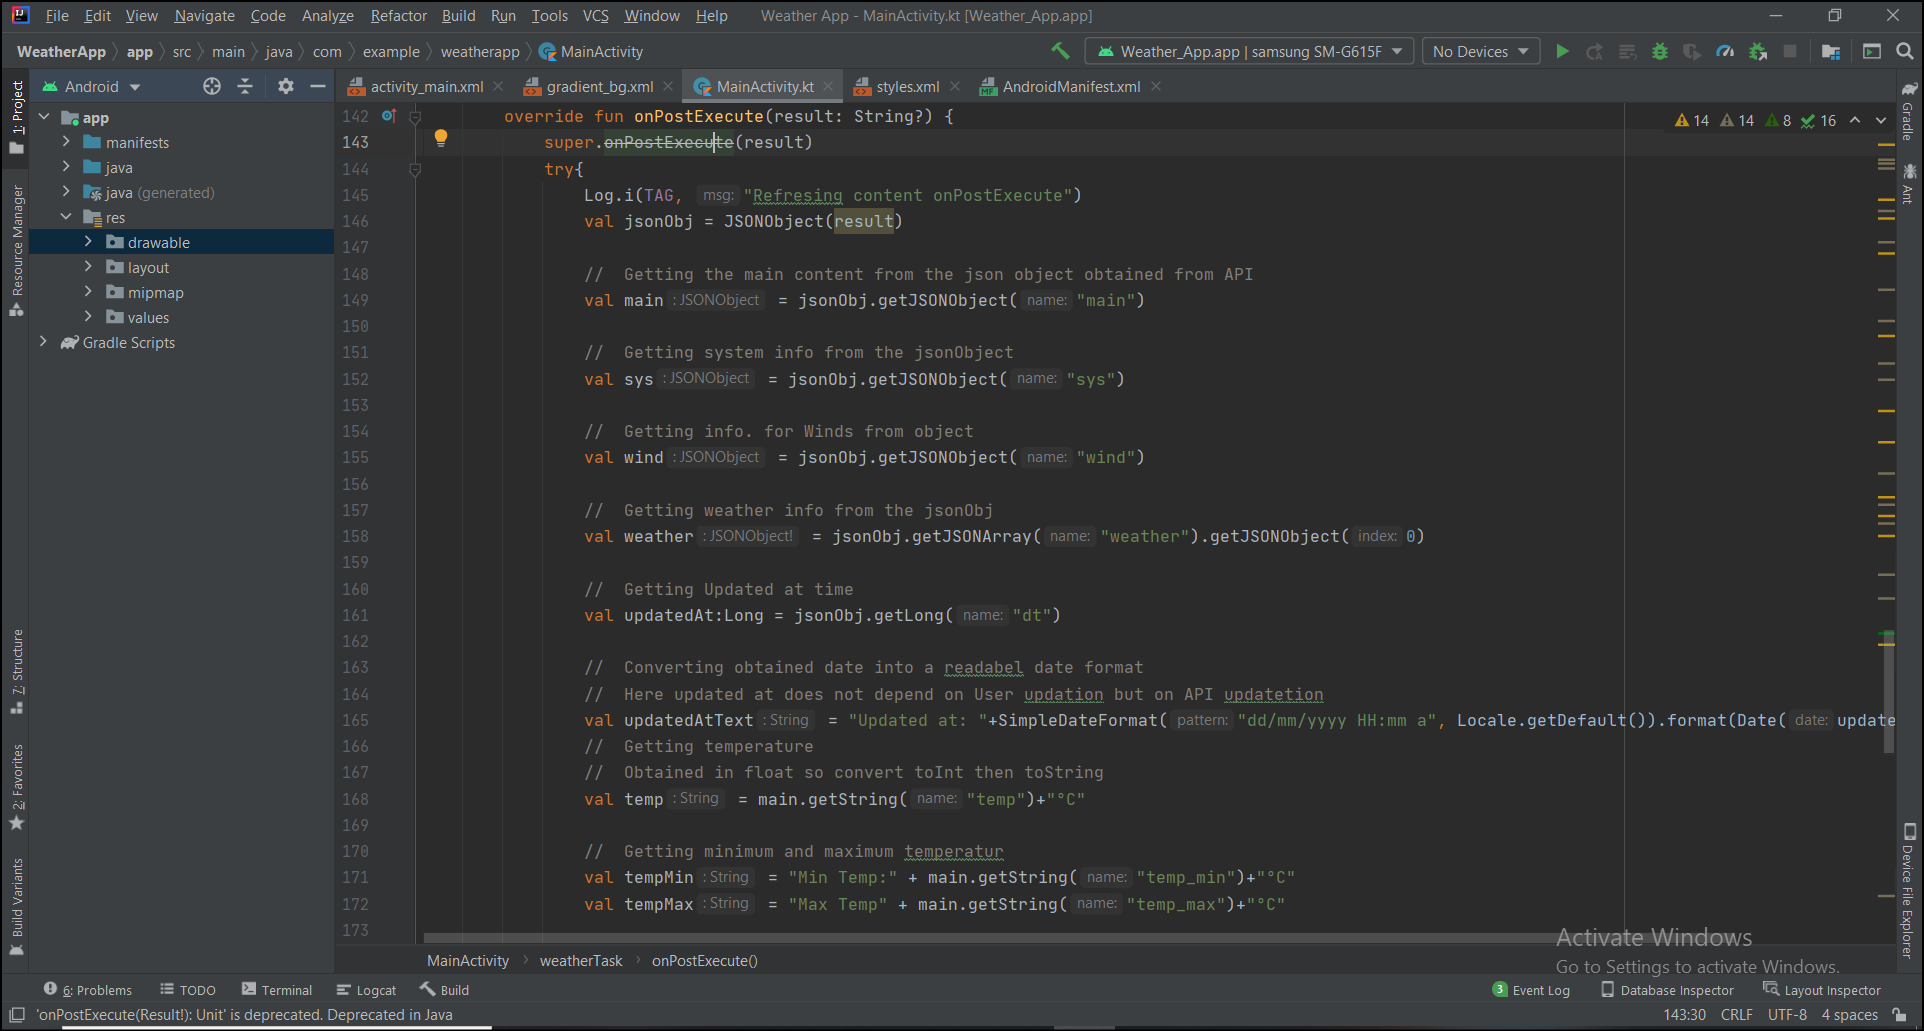 File Edit View Navigate Code Analyze Refactor Build Run Tools VCS Window Help Weather App - MainActivity.kt [Weather_App.app]
WeatherApp app src main java com example weatherapp MainActivity Weather_App.app | samsung SM-G615F No Devices
Android activity_main.xml gradient_bg.xml MainActivity.kt styles.xml AndroidManifest.xml
1: Project
Resource Manager
7: Structure
2: Favorites
Build Variants
app
manifests
java
java (generated)
res
drawable
layout
mipmap
values
Gradle Scripts
14 14 8 16
142 override fun onPostExecute(result: String?) {
143 super.onPostExecute(result)
144 try{
145 Log.i(TAG, msg: "Refresing content onPostExecute")
146 val jsonObj = JSONObject(result)
147
148 // Getting the main content from the json object obtained from API
149 val main : JSONObject = jsonObj.getJSONObject( name: "main")
150
151 // Getting system info from the jsonObject
152 val sys : JSONObject = jsonObj.getJSONObject( name: "sys")
153
154 // Getting info. for Winds from object
155 val wind : JSONObject = jsonObj.getJSONObject( name: "wind")
156
157 // Getting weather info from the jsonObj
158 val weather : JSONObject! = jsonObj.getJSONArray( name: "weather").getJSONObject( index: 0)
159
160 // Getting Updated at time
161 val updatedAt:Long = jsonObj.getLong( name: "dt")
162
163 // Converting obtained date into a readabel date format
164 // Here updated at does not depend on User updation but on API updatetion
165 val updatedAtText : String = "Updated at: "+SimpleDateFormat( pattern: "dd/mm/yyyy HH:mm a", Locale.getDefault()).format(Date( date: update
166 // Getting temperature
167 // Obtained in float so convert toInt then toString
168 val temp : String = main.getString( name: "temp")+"°C"
169
170 // Getting minimum and maximum temperatur
171 val tempMin : String = "Min Temp:" + main.getString( name: "temp_min")+"°C"
172 val tempMax : String = "Max Temp" + main.getString( name: "temp_max")+"°C"
173
Gradle
Ant
Device File Explorer
Activate Windows
Go to Settings to activate Windows.
MainActivity weatherTask onPostExecute()
6: Problems TODO Terminal Logcat Build 3 Event Log Database Inspector Layout Inspector
'onPostExecute(Result!): Unit' is deprecated. Deprecated in Java 143:30 CRLF UTF-8 4 spaces